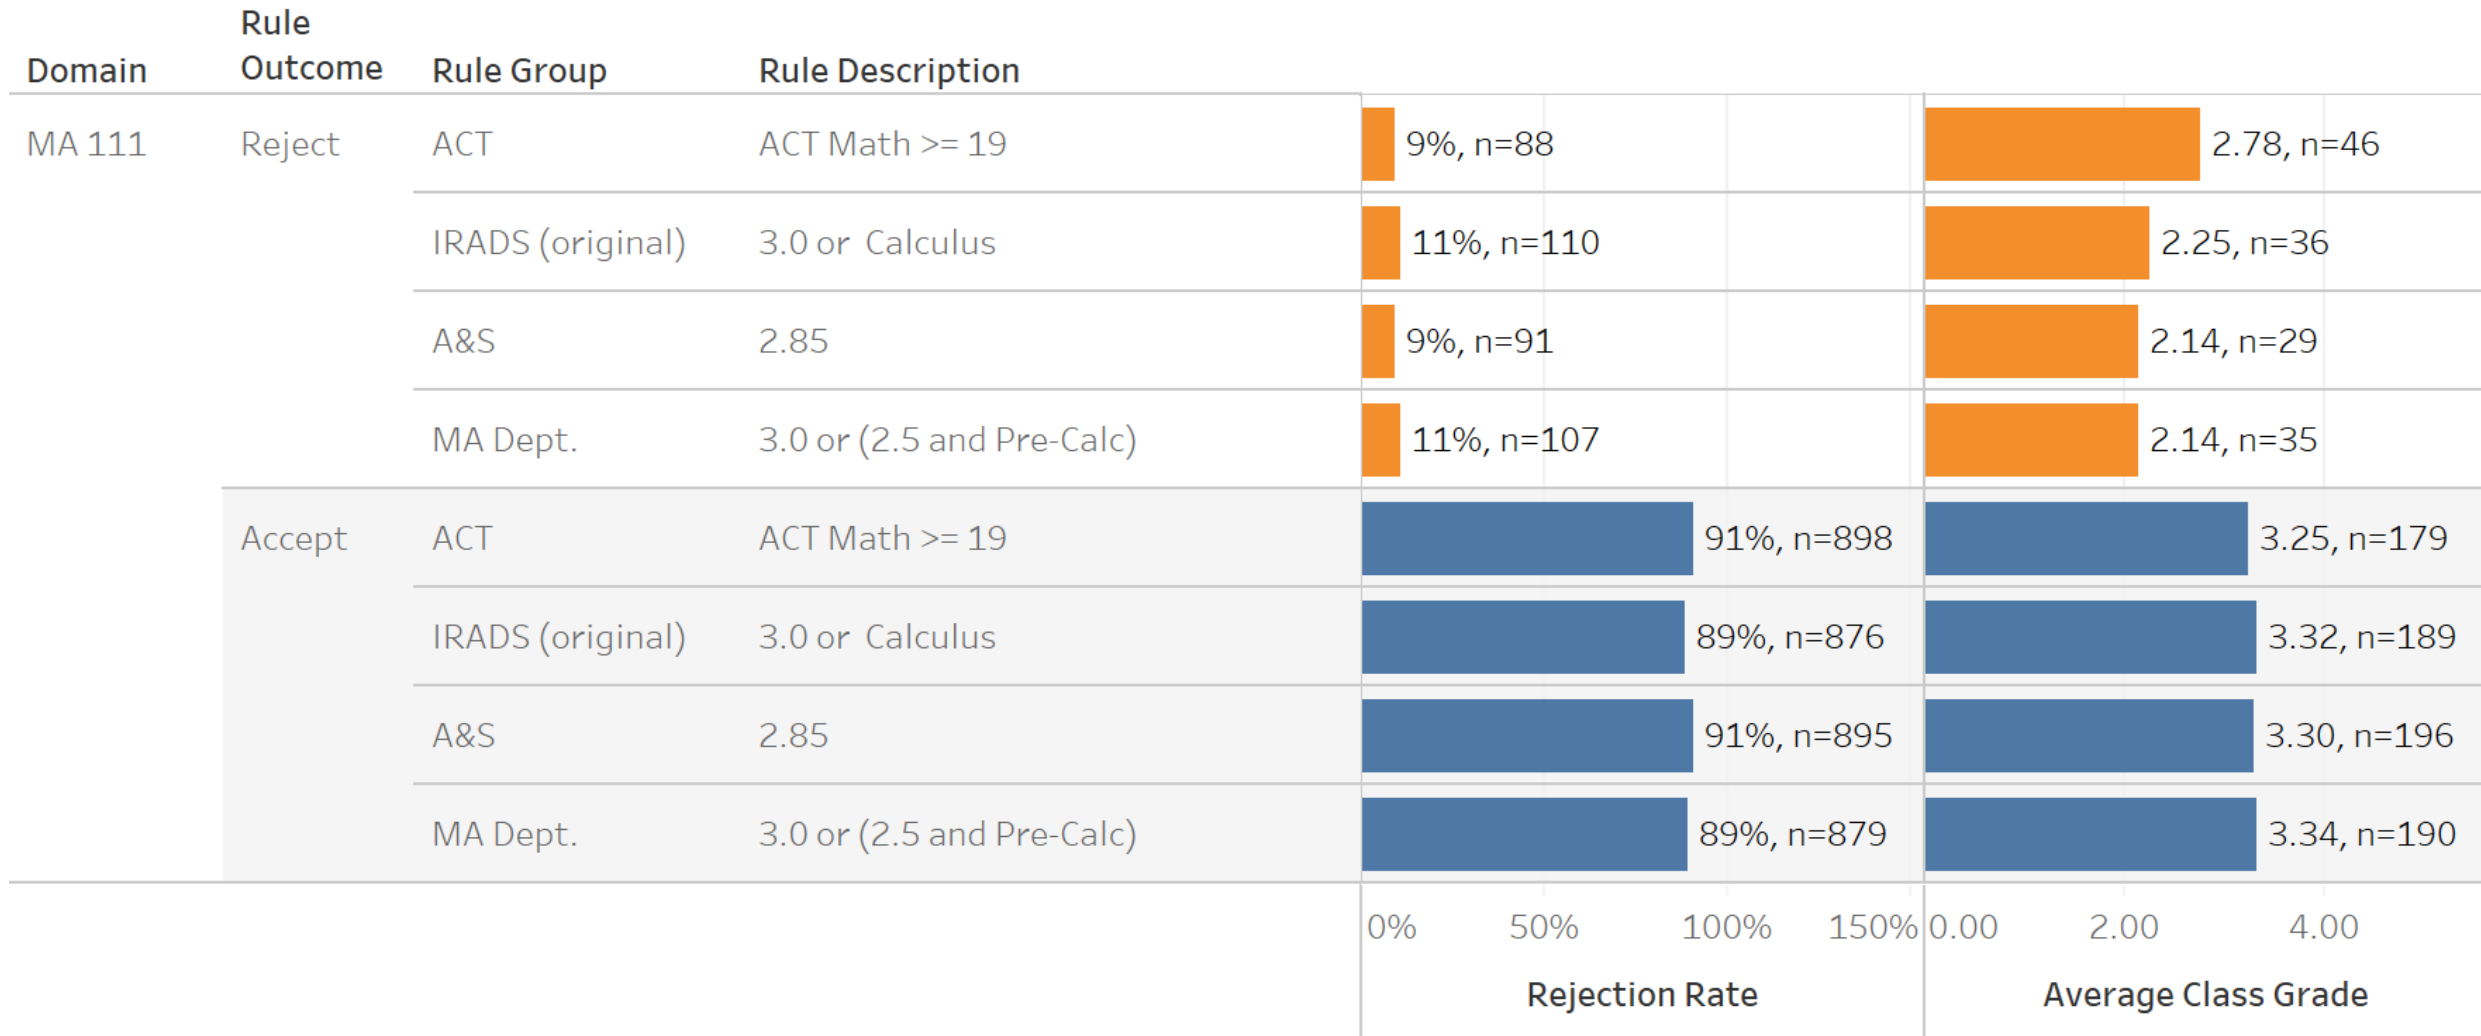 Domain Rule Outcome Rule Group Rule Description
MA 111 Reject ACT ACT Math >= 19 9%, n=88 2.78, n=46
IRADS (original) 3.0 or  Calculus 11%, n=110 2.25, n=36
A&S 2.85 9%, n=91 2.14, n=29
MA Dept. 3.0 or (2.5 and Pre-Calc) 11%, n=107 2.14, n=35
Accept ACT ACT Math >= 19 91%, n=898 3.25, n=179
IRADS (original) 3.0 or  Calculus 89%, n=876 3.32, n=189
A&S 2.85 91%, n=895 3.30, n=196
MA Dept. 3.0 or (2.5 and Pre-Calc) 89%, n=879 3.34, n=190
0% 50% 100% 150% 0.00 2.00 4.00
Rejection Rate Average Class Grade